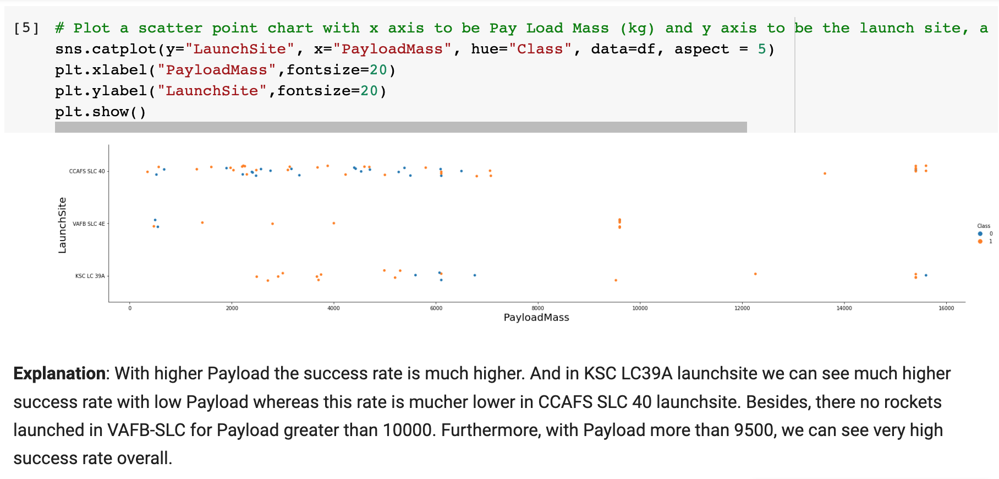 [5] # Plot a scatter point chart with x axis to be Pay Load Mass (kg) and y axis to be the launch site, a
sns.catplot(y="LaunchSite", x="PayloadMass", hue="Class", data=df, aspect = 5)
plt.xlabel("PayloadMass",fontsize=20)
plt.ylabel("LaunchSite",fontsize=20)
plt.show()
CCAFS SLC 40
VAFB SLC 4E
KSC LC 39A
LaunchSite
0 2000 4000 6000 8000 10000 12000 14000 16000
PayloadMass
Class
0
1
Explanation: With higher Payload the success rate is much higher. And in KSC LC39A launchsite we can see much higher
success rate with low Payload whereas this rate is mucher lower in CCAFS SLC 40 launchsite. Besides, there no rockets
launched in VAFB-SLC for Payload greater than 10000. Furthermore, with Payload more than 9500, we can see very high
success rate overall.